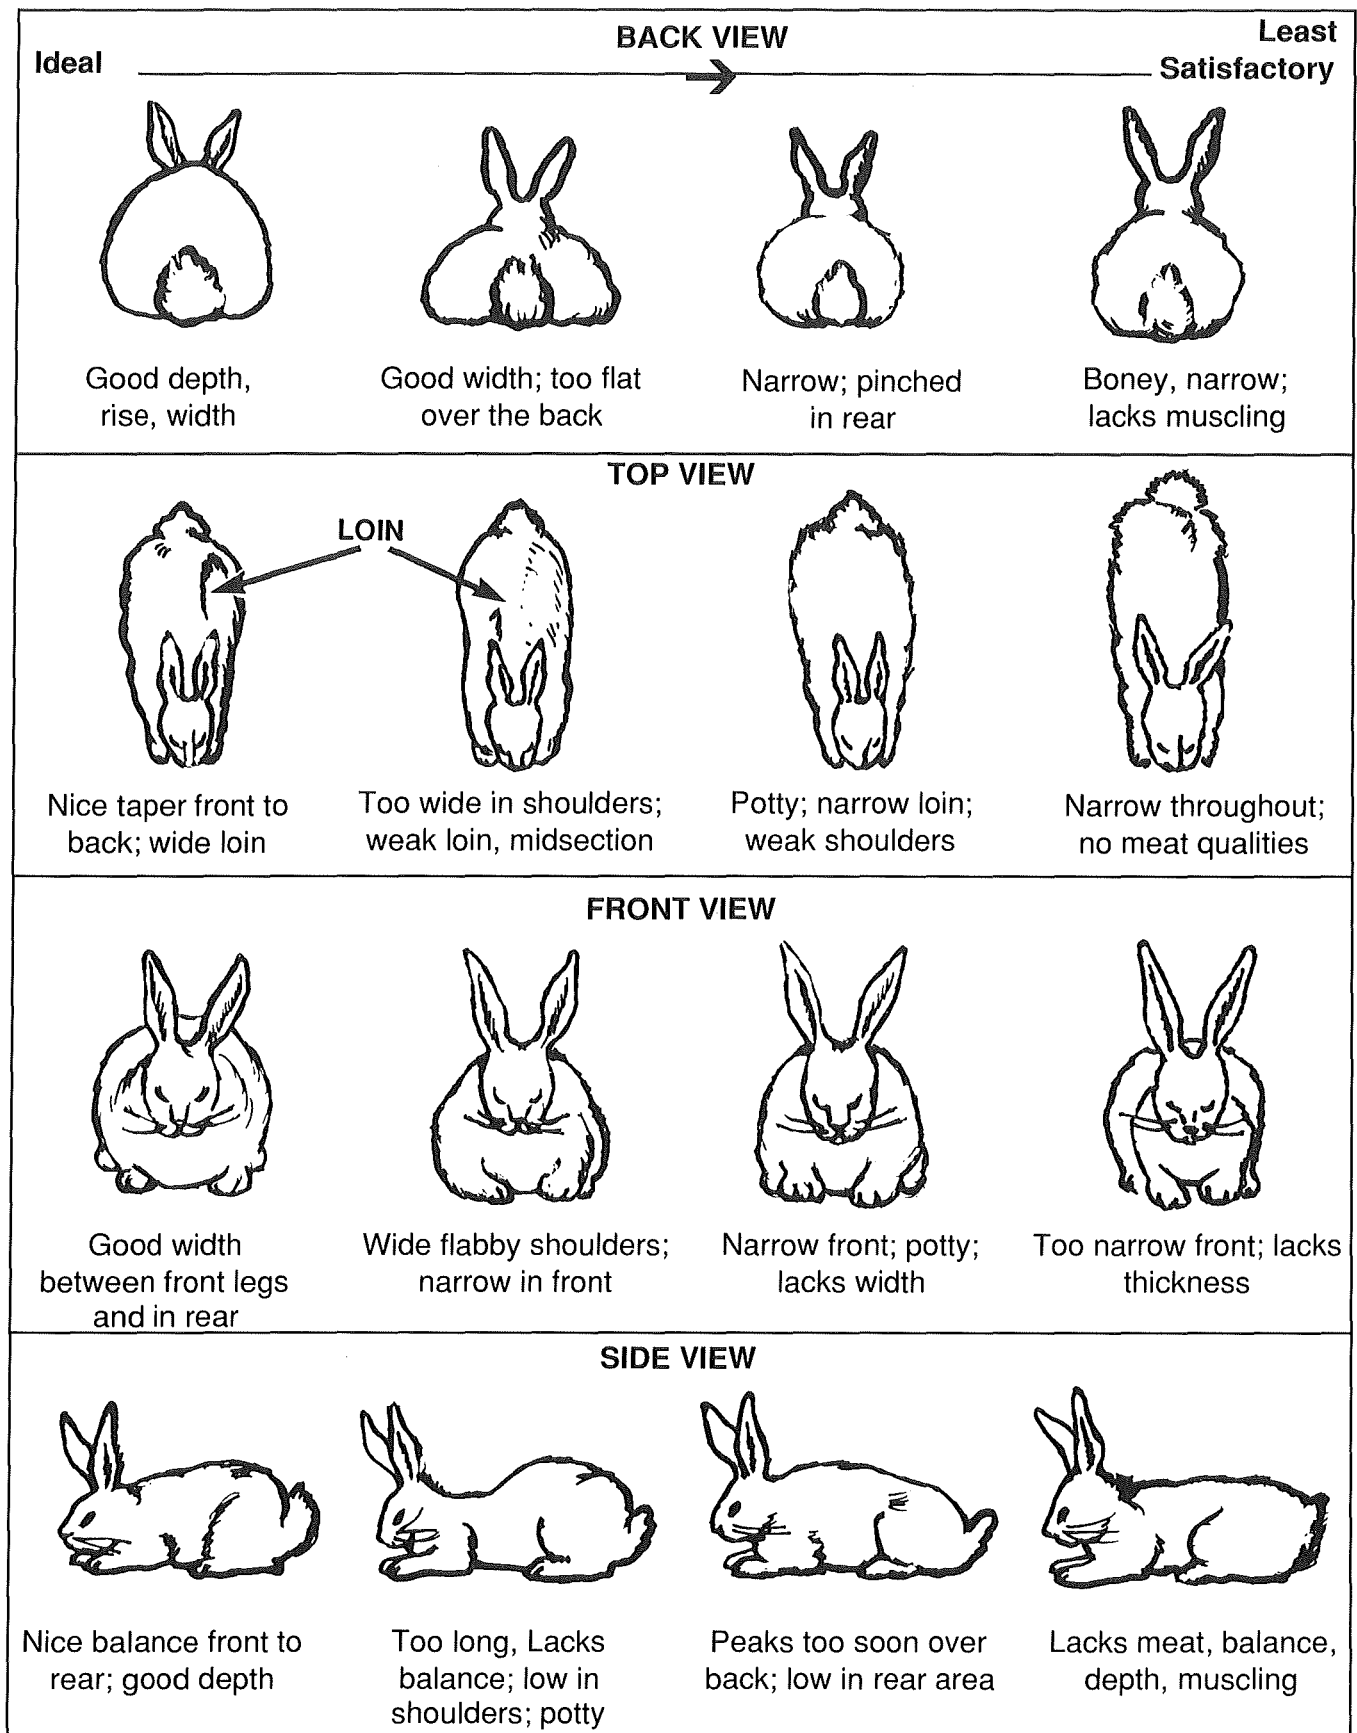 BACK VIEW
Ideal
Least
Satisfactory
Good depth,
rise, width
Good width; too flat
over the back
Narrow; pinched
in rear
Boney, narrow;
lacks muscling
TOP VIEW
LOIN
Nice taper front to
back; wide loin
Too wide in shoulders;
weak loin, midsection
Potty; narrow loin;
weak shoulders
Narrow throughout;
no meat qualities
FRONT VIEW
Good width
between front legs
and in rear
Wide flabby shoulders;
narrow in front
Narrow front; potty;
lacks width
Too narrow front; lacks
thickness
SIDE VIEW
Nice balance front to
rear; good depth
Too long, Lacks
balance; low in
shoulders; potty
Peaks too soon over
back; low in rear area
Lacks meat, balance,
depth, muscling